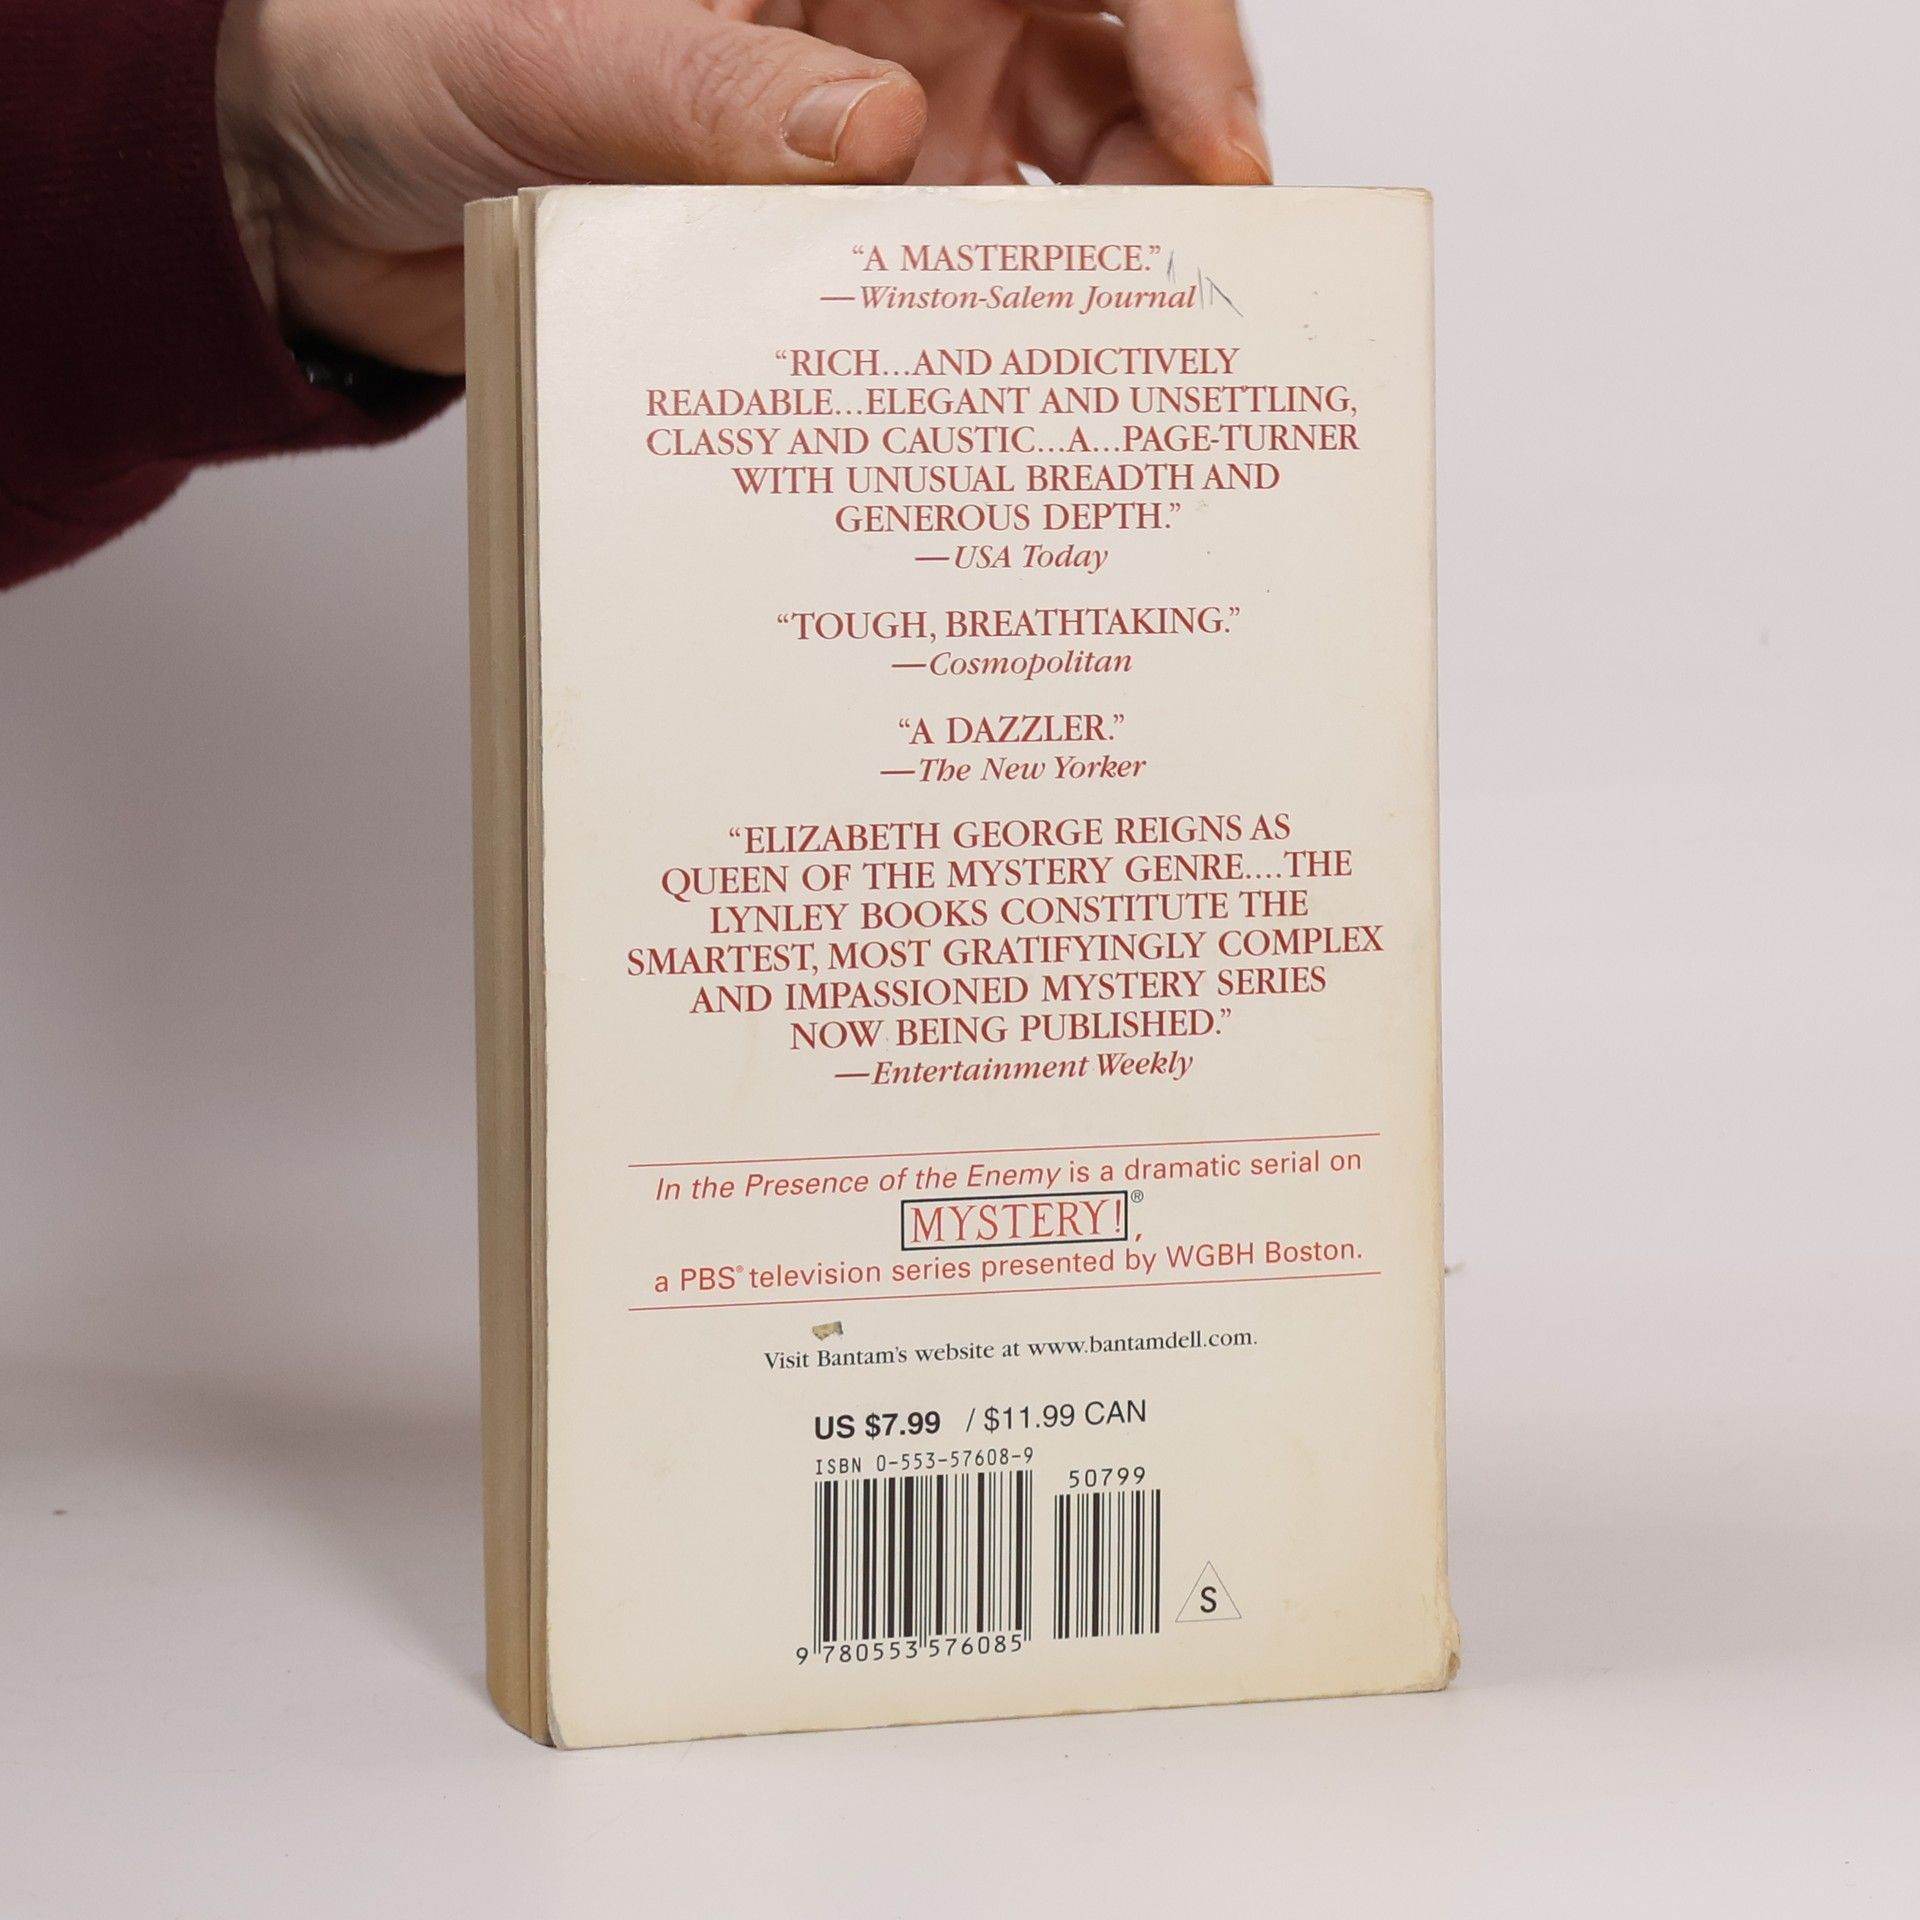 “A MASTERPIECE.”
—Winston-Salem Journal
“RICH...AND ADDICTIVELY
READABLE...ELEGANT AND UNSETTLING,
CLASSY AND CAUSTIC...A...PAGE-TURNER
WITH UNUSUAL BREADTH AND
GENEROUS DEPTH.”
—USA Today
“TOUGH, BREATHTAKING.”
—Cosmopolitan
“A DAZZLER.”
—The New Yorker
“ELIZABETH GEORGE REIGNS AS
QUEEN OF THE MYSTERY GENRE....THE
LYNLEY BOOKS CONSTITUTE THE
SMARTEST, MOST GRATIFYINGLY COMPLEX
AND IMPASSIONED MYSTERY SERIES
NOW BEING PUBLISHED.”
—Entertainment Weekly
In the Presence of the Enemy is a dramatic serial on
MYSTERY!®,
a PBS® television series presented by WGBH Boston.
Visit Bantam's website at www.bantamdell.com.
US $7.99 / $11.99 CAN
ISBN 0-553-57608-9
50799
S
9 780553 576085